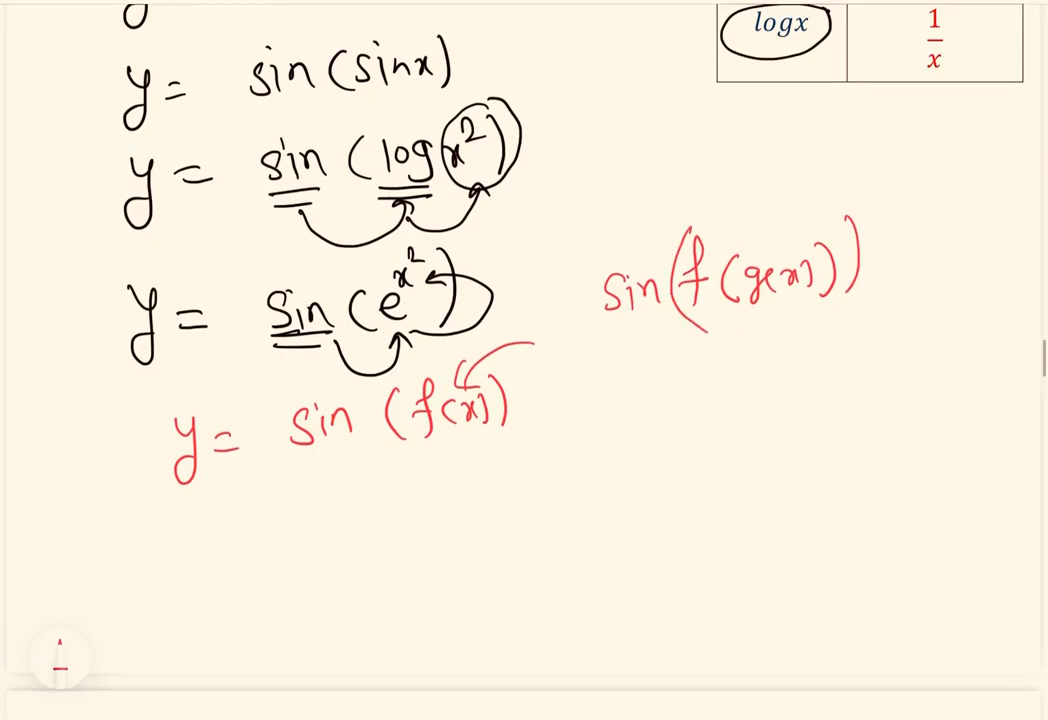 logx
1
x
y = sin(sinx)
y = sin(log(x²))
y = sin(e^x²)
sin(f(g(x)))
y = sin(f(x))